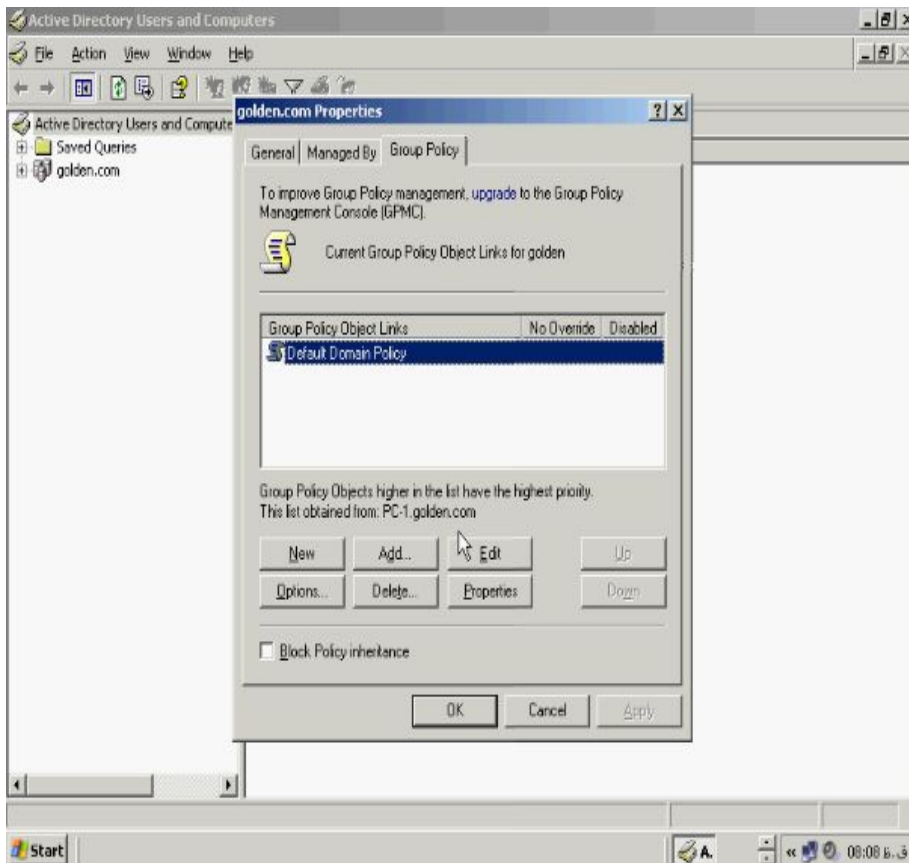 Active Directory Users and Computers
File Action View Window Help
Active Directory Users and Compute
Saved Queries
golden.com
golden.com Properties
General Managed By Group Policy
To improve Group Policy management, upgrade to the Group Policy
Management Console (GPMC).
Current Group Policy Object Links for golden
Group Policy Object Links No Override Disabled
Default Domain Policy
Group Policy Objects higher in the list have the highest priority.
This list obtained from: PC-1.golden.com
New Add... Edit Up
Options... Delete... Properties Down
Block Policy inheritance
OK Cancel Apply
Start A. « 08:08